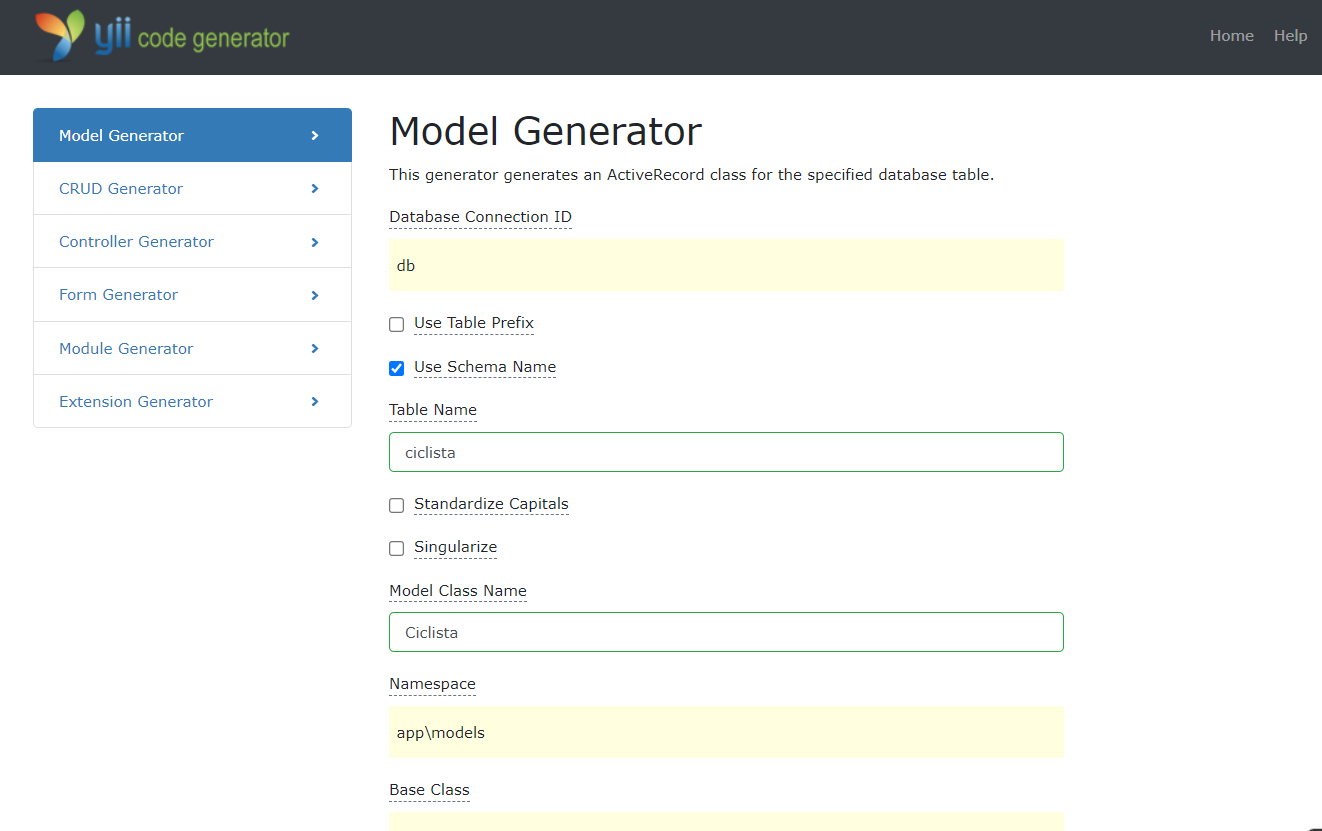 yii code generator
Home Help
Model Generator
CRUD Generator
Controller Generator
Form Generator
Module Generator
Extension Generator
Model Generator
This generator generates an ActiveRecord class for the specified database table.
Database Connection ID
db
Use Table Prefix
Use Schema Name
Table Name
ciclista
Standardize Capitals
Singularize
Model Class Name
Ciclista
Namespace
app\models
Base Class